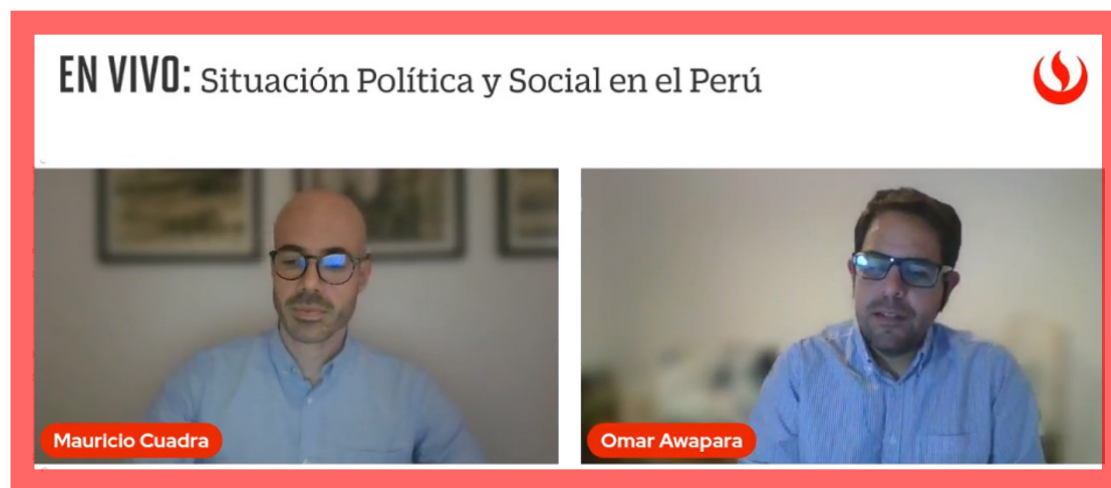 EN VIVO: Situación Política y Social en el Perú
Mauricio Cuadra
Omar Awapara